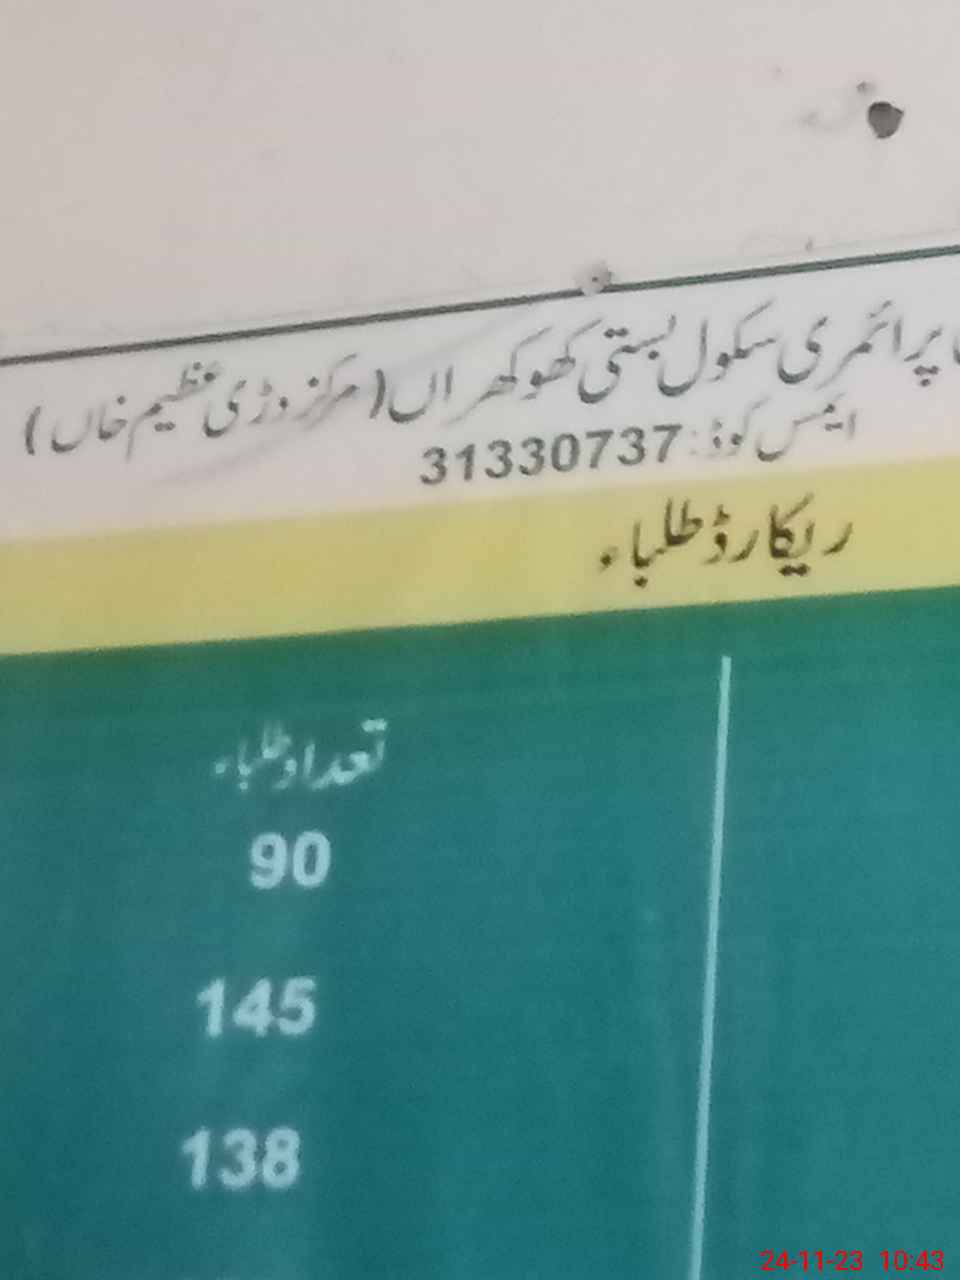 پرائمری سکول بستی کھوکھراں (مرکز وڑی عظیم خاں)
ایمس کوڈ: 31330737
ریکارڈ طلباء
تعداد طلباء
90
145
138
24-11-23 10:43